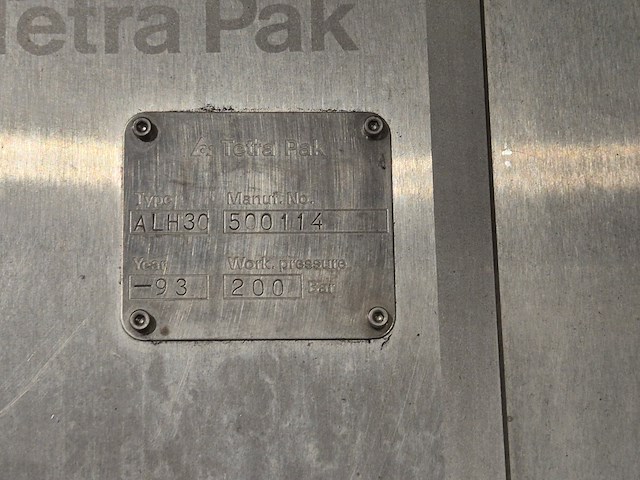 Tetra Pak
Tetra Pak
Type Manuf. No.
ALH30 500114
Year Work. pressure
-93 200 Bar